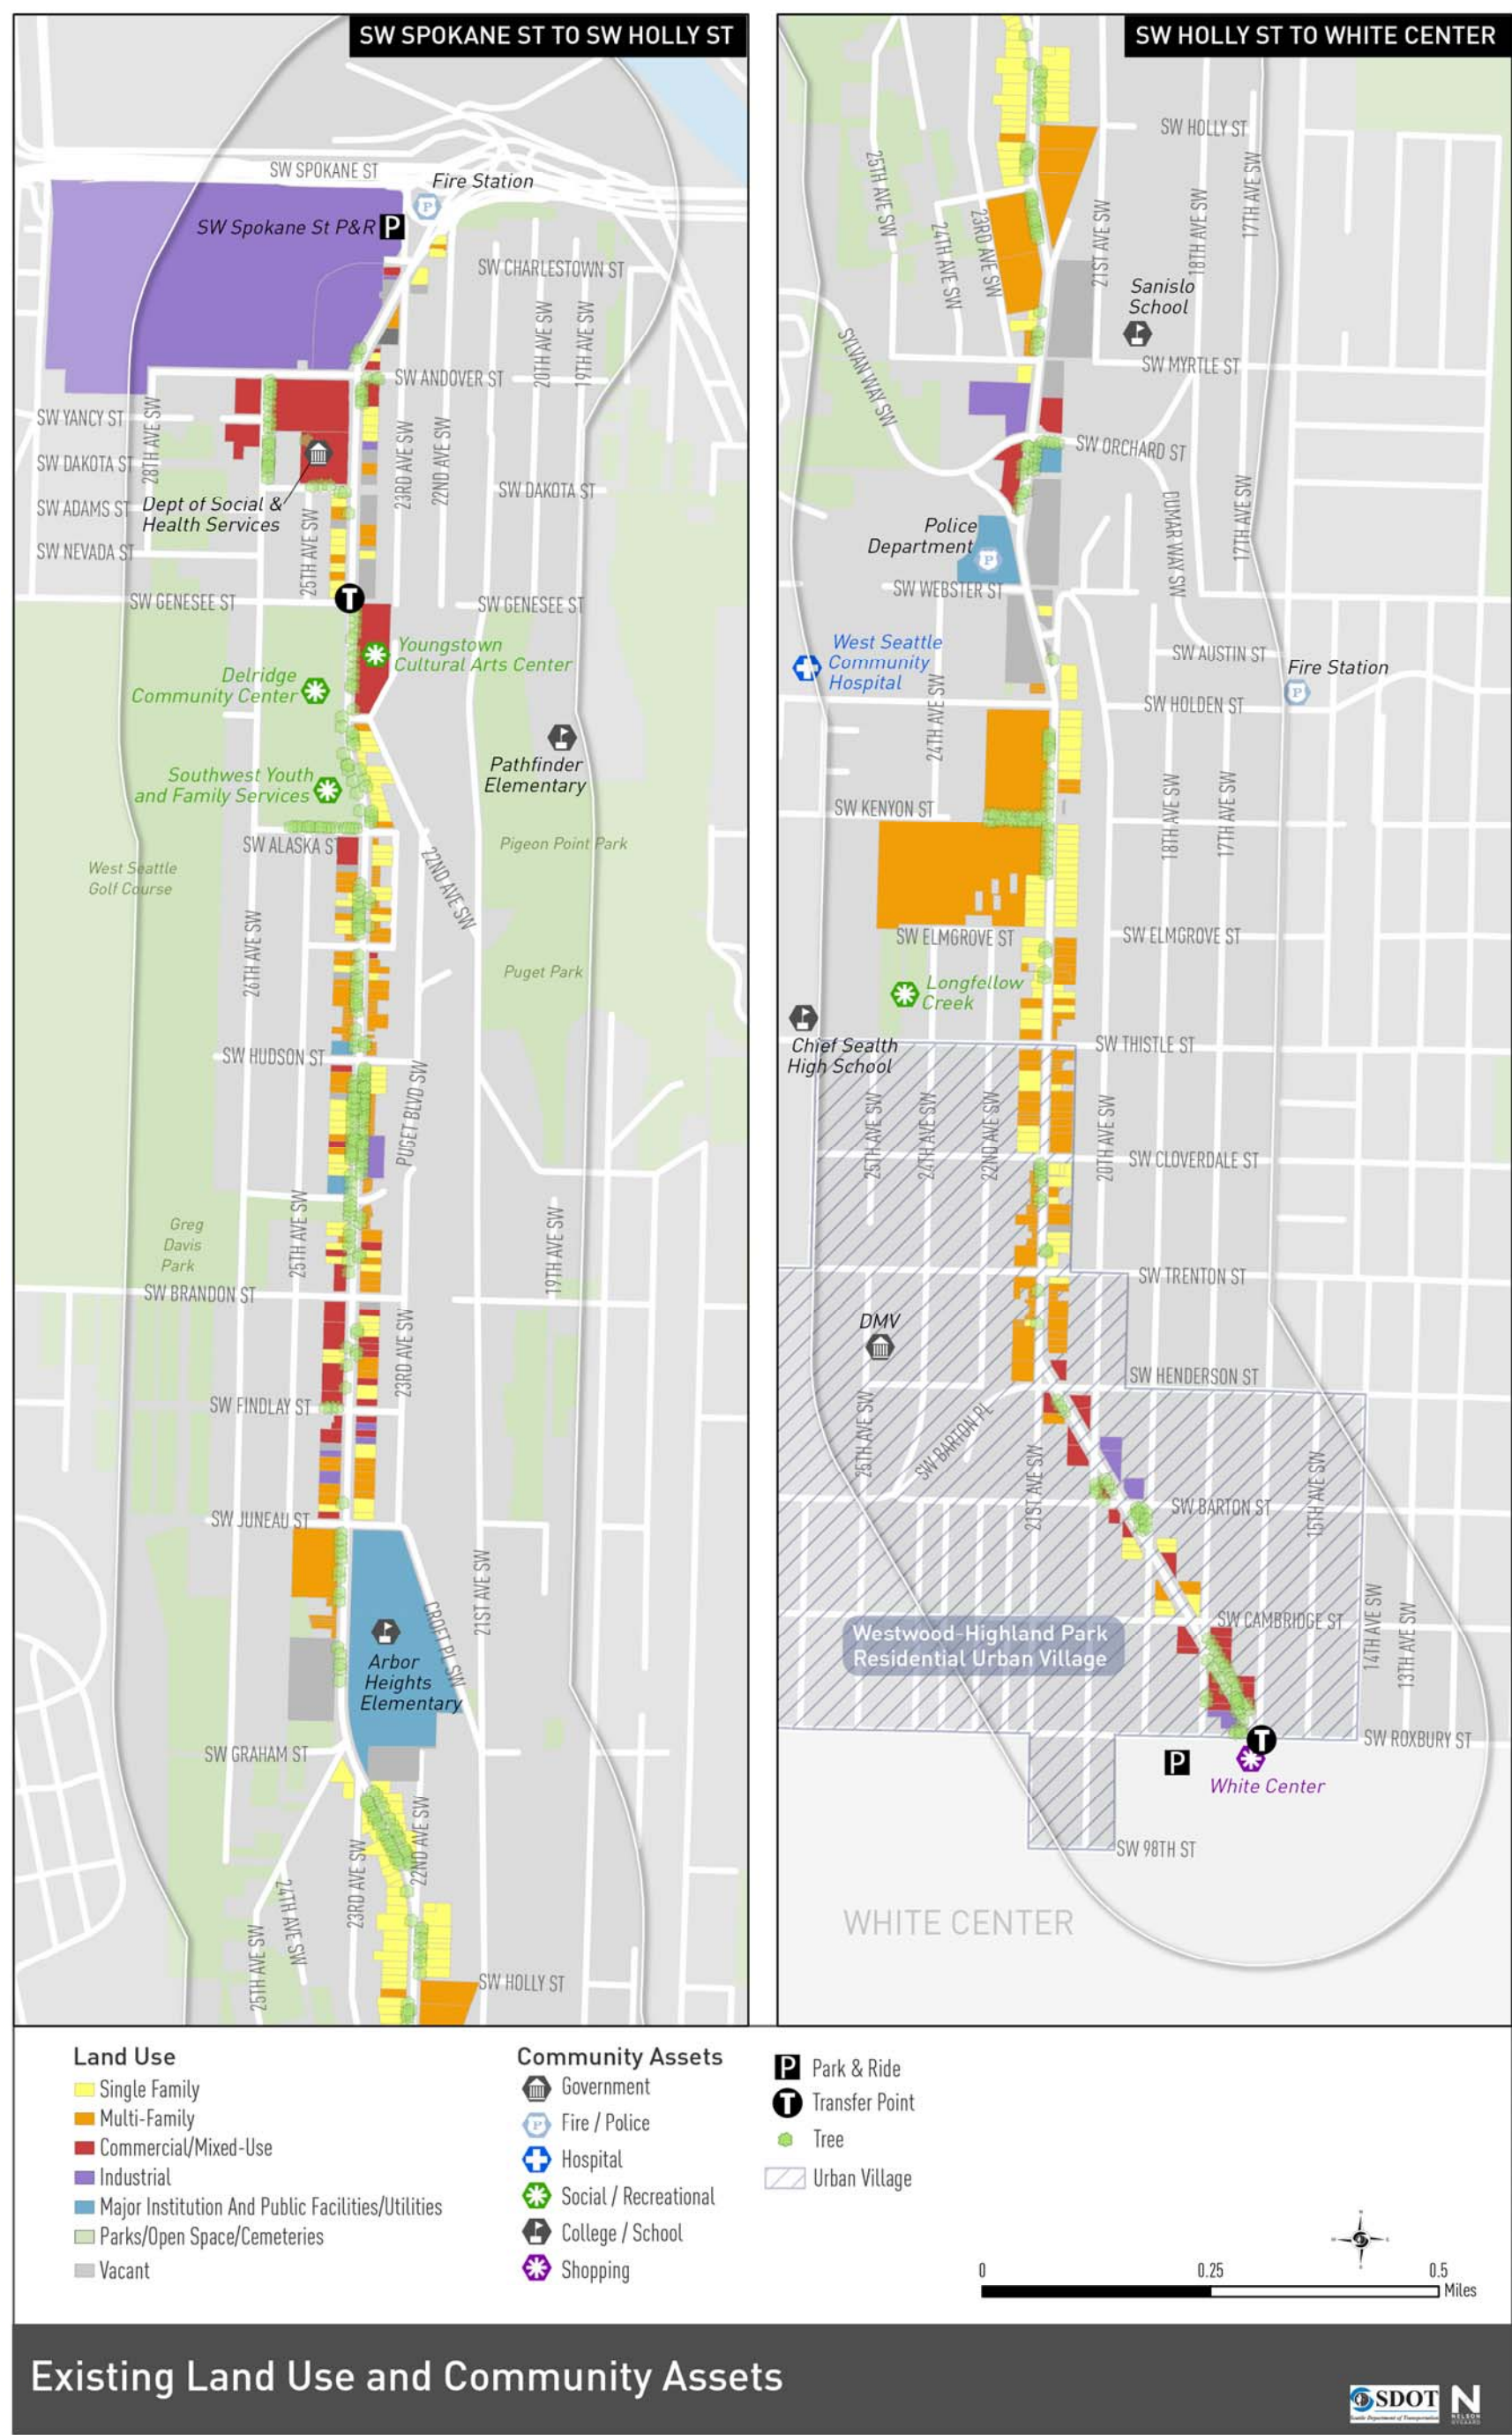 SW SPOKANE ST TO SW HOLLY ST
SW SPOKANE ST
Fire Station
P
SW Spokane St P&R P
SW CHARLESTOWN ST
20TH AVE SW
19TH AVE SW
SW ANDOVER ST
SW YANCY ST
28TH AVE SW
23RD AVE SW
22ND AVE SW
SW DAKOTA ST
SW DAKOTA ST
SW ADAMS ST
Dept of Social &
Health Services
25TH AVE SW
SW NEVADA ST
T
SW GENESEE ST
SW GENESEE ST
Youngstown
Cultural Arts Center
Delridge
Community Center
Pathfinder
Elementary
Southwest Youth
and Family Services
SW ALASKA S
Pigeon Point Park
West Seattle
Golf Course
22ND AVE SW
26TH AVE SW
Puget Park
SW HUDSON ST
PUGET BLVD SW
Greg
Davis
Park
25TH AVE SW
19TH AVE SW
SW BRANDON ST
23RD AVE SW
SW FINDLAY ST
SW JUNEAU ST
21ST AVE SW
CROFT PL SW
Arbor
Heights
Elementary
SW GRAHAM ST
22ND AVE SW
23RD AVE SW
24TH AVE SW
25TH AVE SW
SW HOLLY ST
SW HOLLY ST TO WHITE CENTER
SW HOLLY ST
25TH AVE SW
24TH AVE SW
23RD AVE SW
21ST AVE SW
18TH AVE SW
17TH AVE SW
Sanislo
School
SYLVAN WAY SW
SW MYRTLE ST
SW ORCHARD ST
Police
Department
P
DUMAR WAY SW
17TH AVE SW
SW WEBSTER ST
West Seattle
Community
Hospital
SW AUSTIN ST
Fire Station
P
24TH AVE SW
SW HOLDEN ST
SW KENYON ST
18TH AVE SW
17TH AVE SW
SW ELMGROVE ST
SW ELMGROVE ST
Longfellow
Creek
Chief Sealth
High School
SW THISTLE ST
25TH AVE SW
24TH AVE SW
22ND AVE SW
20TH AVE SW
SW CLOVERDALE ST
SW TRENTON ST
DMV
SW HENDERSON ST
25TH AVE SW
SW BARTON PL
21ST AVE SW
SW BARTON ST
15TH AVE SW
Westwood-Highland Park
Residential Urban Village
SW CAMBRIDGE ST
14TH AVE SW
13TH AVE SW
SW ROXBURY ST
T
P
White Center
SW 98TH ST
WHITE CENTER
Land Use
Single Family
Multi-Family
Commercial/Mixed-Use
Industrial
Major Institution And Public Facilities/Utilities
Parks/Open Space/Cemeteries
Vacant
Community Assets
Government
P Fire / Police
Hospital
Social / Recreational
College / School
Shopping
P Park & Ride
T Transfer Point
Tree
Urban Village
0 0.25 0.5
Miles
Existing Land Use and Community Assets
SDOT
Seattle Department of Transportation
N
NELSON
NYGAARD